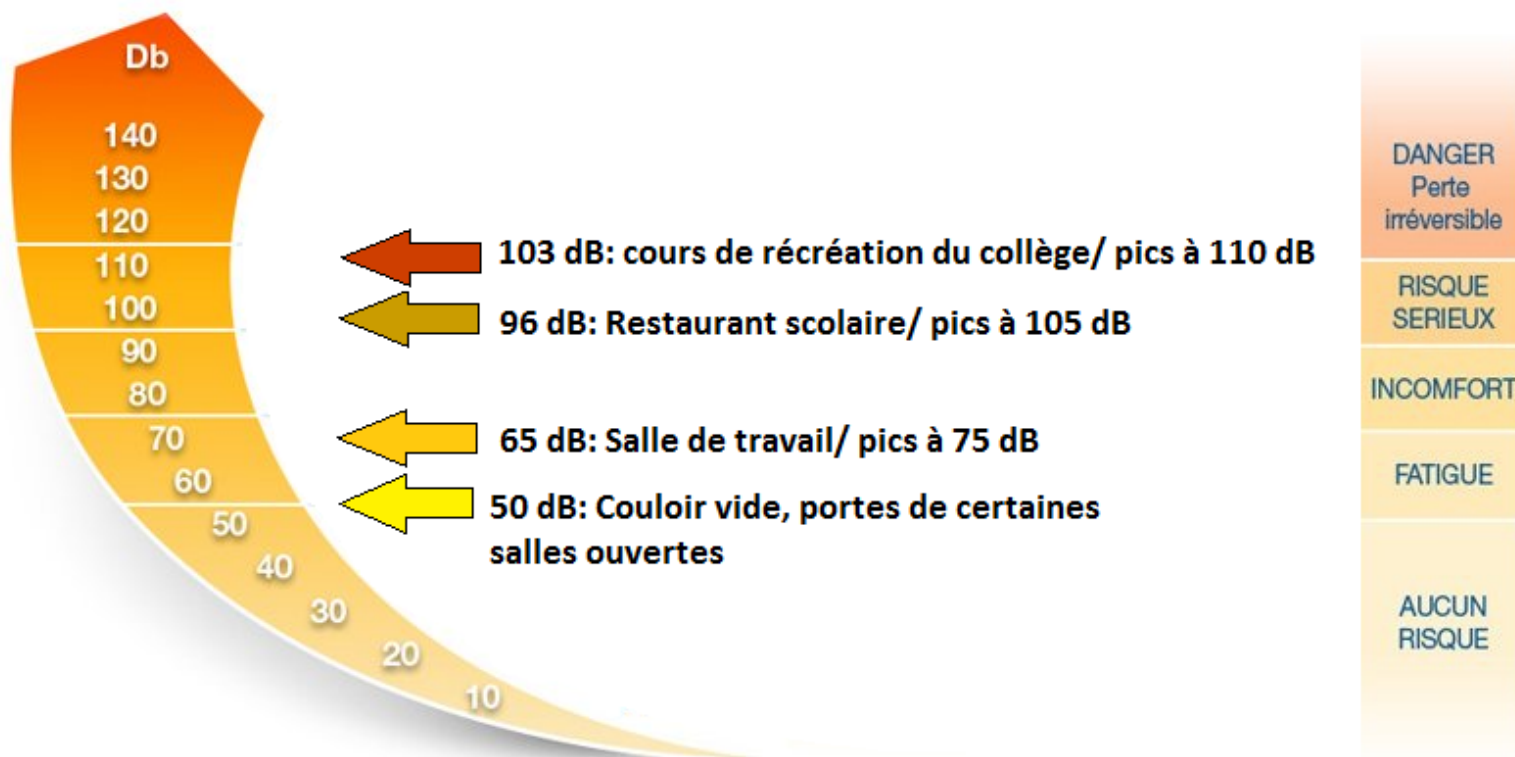 Db
140
130
120
110
100
90
80
70
60
50
40
30
20
10
103 dB: cours de récréation du collège/ pics à 110 dB
96 dB: Restaurant scolaire/ pics à 105 dB
65 dB: Salle de travail/ pics à 75 dB
50 dB: Couloir vide, portes de certaines
salles ouvertes
DANGER
Perte
irréversible
RISQUE
SERIEUX
INCOMFORT
FATIGUE
AUCUN
RISQUE